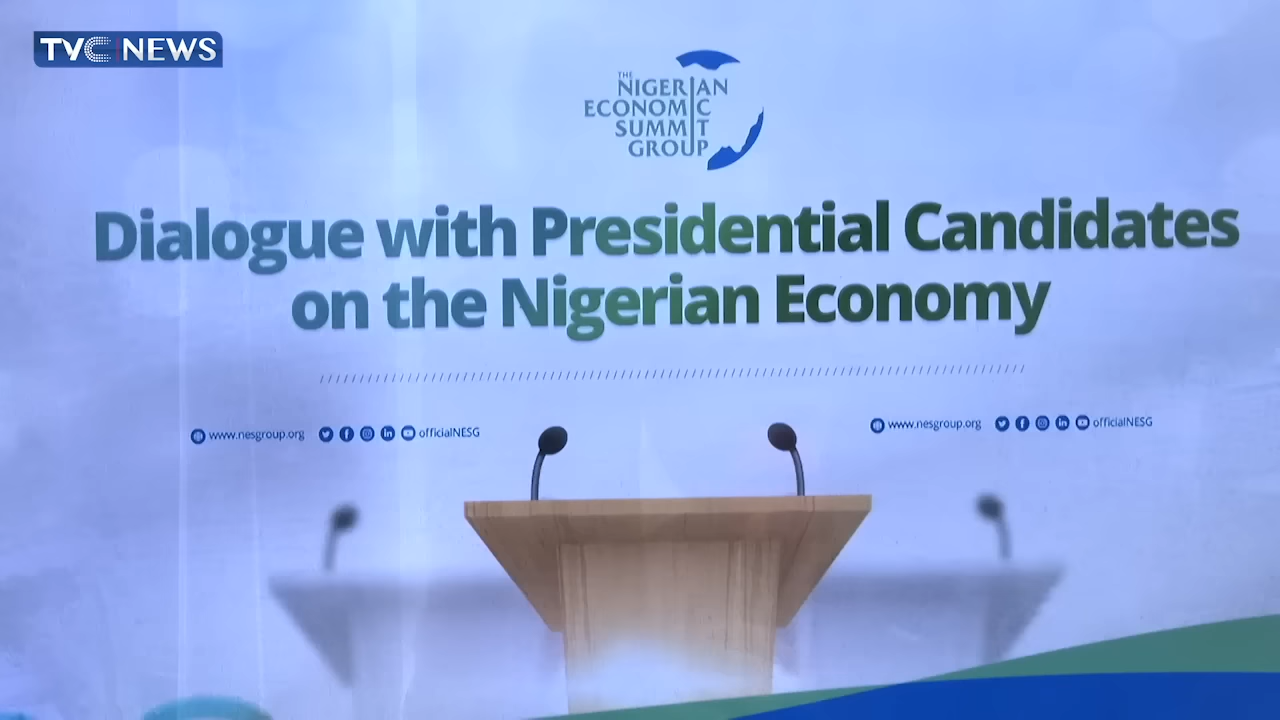 TVC NEWS
THE
NIGERIAN
ECONOMIC
SUMMIT
GROUP
Dialogue with Presidential Candidates
on the Nigerian Economy
www.nesgroup.org officialNESG
www.nesgroup.org officialNESG